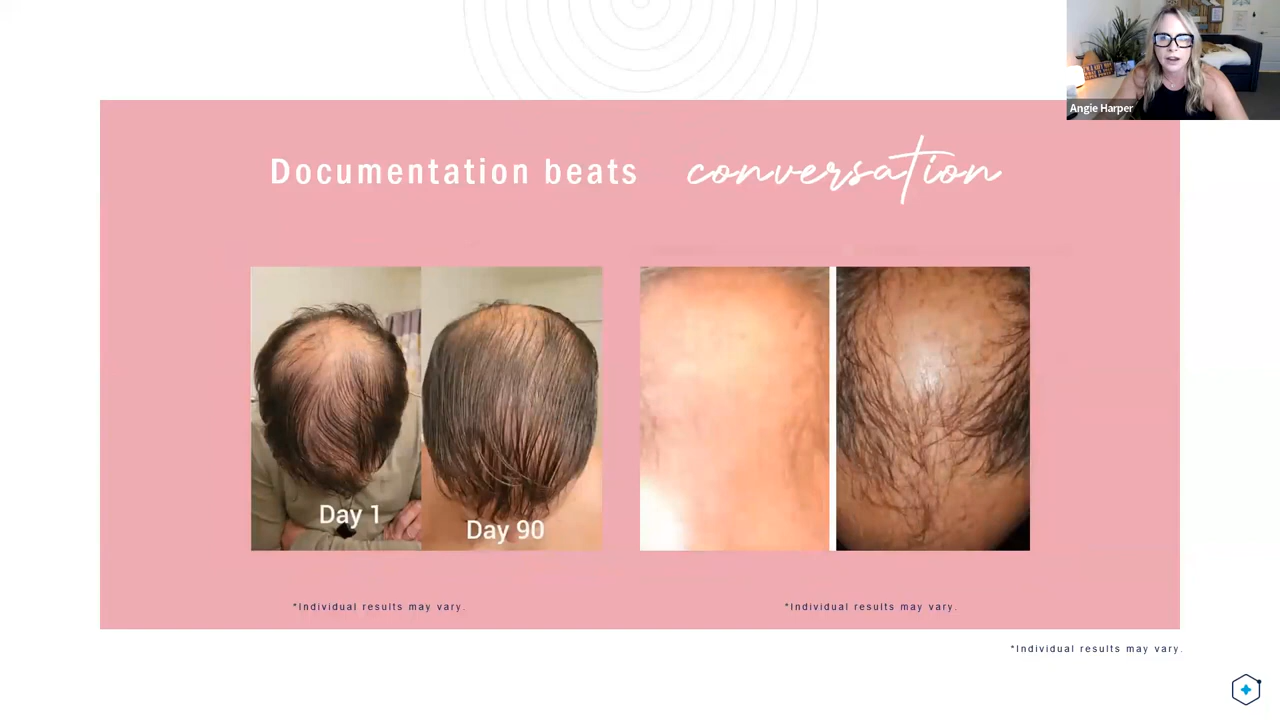 Angie Harper
Documentation beats conversation
Day 1
Day 90
*Individual results may vary.
*Individual results may vary.
*Individual results may vary.